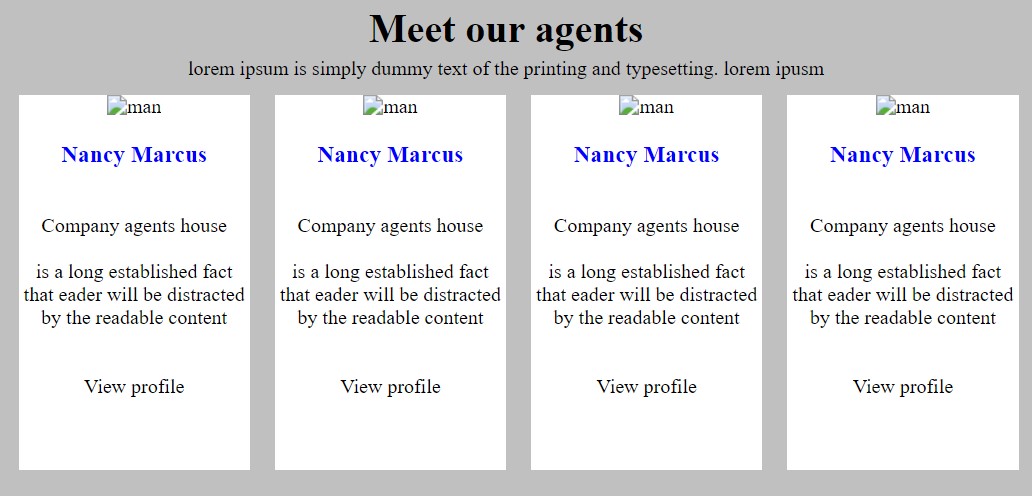 Meet our agents
lorem ipsum is simply dummy text of the printing and typesetting. lorem ipusm
man
Nancy Marcus
Company agents house
is a long established fact
that eader will be distracted
by the readable content
View profile
man
Nancy Marcus
Company agents house
is a long established fact
that eader will be distracted
by the readable content
View profile
man
Nancy Marcus
Company agents house
is a long established fact
that eader will be distracted
by the readable content
View profile
man
Nancy Marcus
Company agents house
is a long established fact
that eader will be distracted
by the readable content
View profile